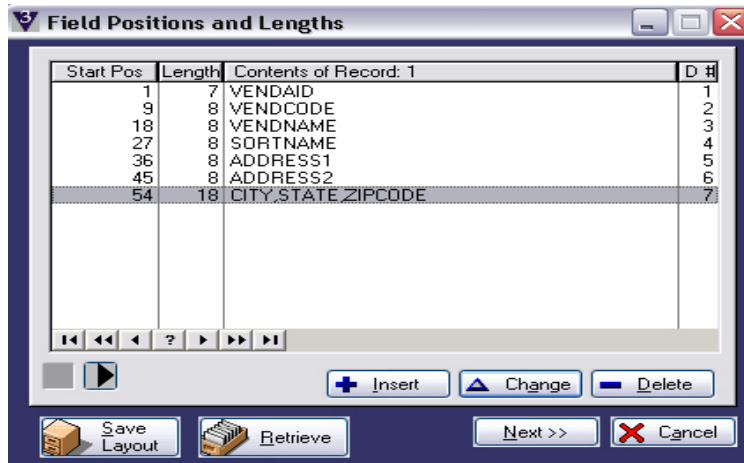 Field Positions and Lengths
Start Pos Length Contents of Record: 1 D #
1 7 VENDAID 1
9 8 VENDCODE 2
18 8 VENDNAME 3
27 8 SORTNAME 4
36 8 ADDRESS1 5
45 8 ADDRESS2 6
54 18 CITY,STATE,ZIPCODE 7
?
Insert Change Delete
Save Layout Retrieve Next >> Cancel